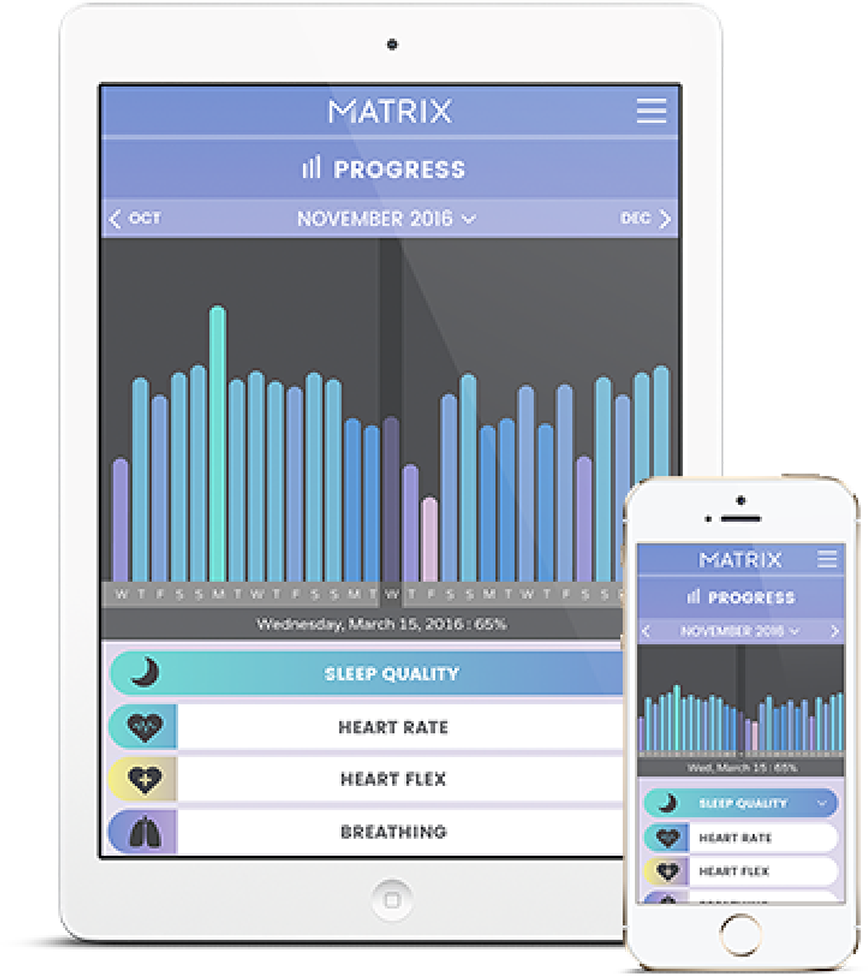 MATRIX
PROGRESS
OCT NOVEMBER 2016 DEC
W T F S S M T W T F S S M T W T F S S M T W T F S S
Wednesday, March 15, 2016 : 65%
SLEEP QUALITY
HEART RATE
HEART FLEX
BREATHING
MATRIX
PROGRESS
NOVEMBER 2016
Wed, March 15 : 65%
SLEEP QUALITY
HEART RATE
HEART FLEX